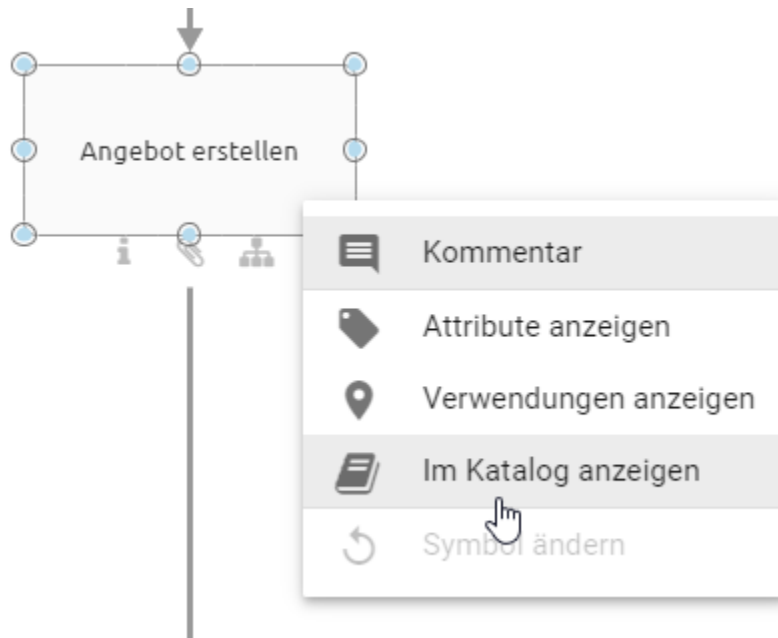 Angebot erstellen
Kommentar
Attribute anzeigen
Verwendungen anzeigen
Im Katalog anzeigen
Symbol ändern